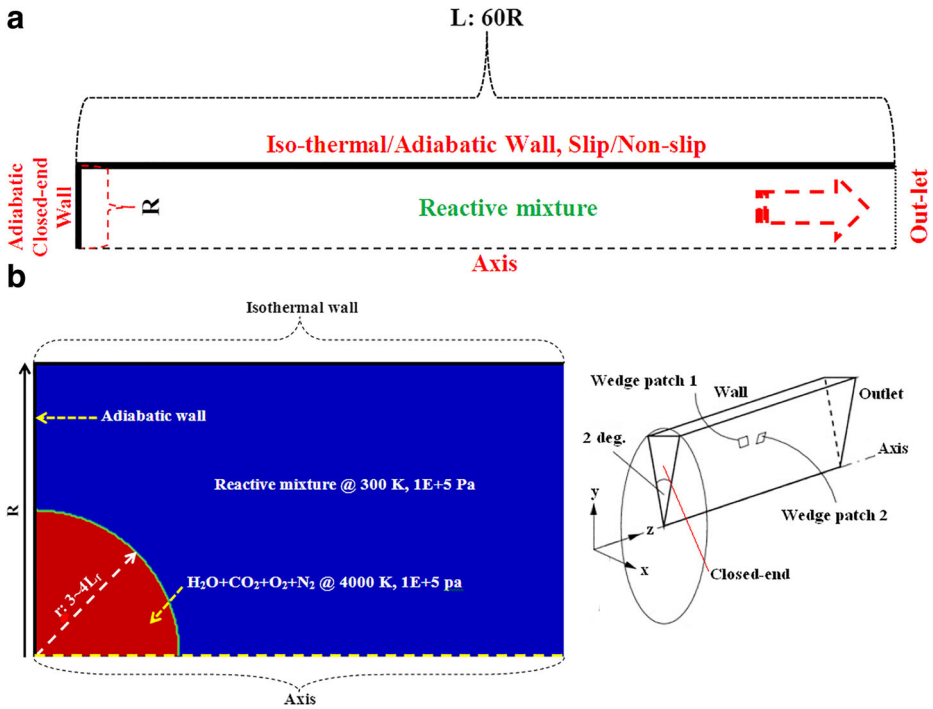 a
L: 60R
Iso-thermal/Adiabatic Wall, Slip/Non-slip
Adiabatic
Closed-end
Wall
R
Reactive mixture
Out-let
Axis
b
Isothermal wall
R
Adiabatic wall
Reactive mixture @ 300 K, 1E+5 Pa
r: 3~4Lf
H₂O+CO₂+O₂+N₂ @ 4000 K, 1E+5 pa
Axis
Wedge patch 1
Wall
Outlet
2 deg.
Axis
y
z
x
Wedge patch 2
Closed-end